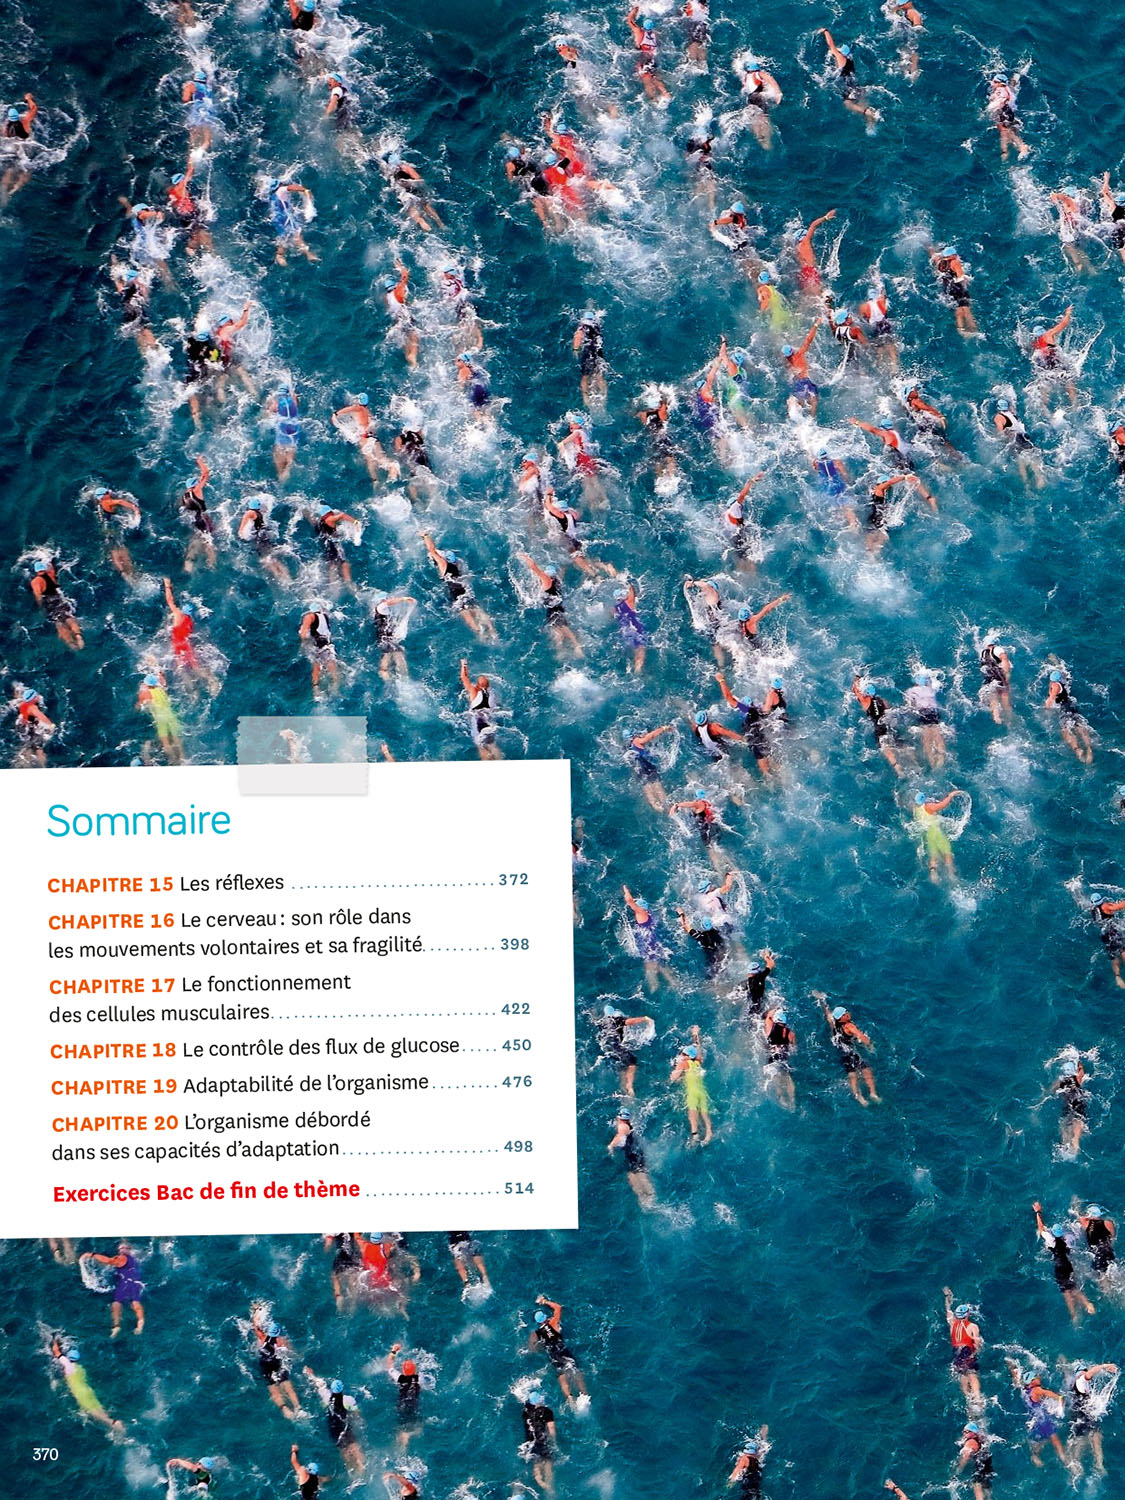 Sommaire
CHAPITRE 15 Les réflexes ........................... 372
CHAPITRE 16 Le cerveau : son rôle dans
les mouvements volontaires et sa fragilité......... 398
CHAPITRE 17 Le fonctionnement
des cellules musculaires.............................. 422
CHAPITRE 18 Le contrôle des flux de glucose..... 450
CHAPITRE 19 Adaptabilité de l'organisme......... 476
CHAPITRE 20 L'organisme débordé
dans ses capacités d'adaptation..................... 498
Exercices Bac de fin de thème .................. 514
370